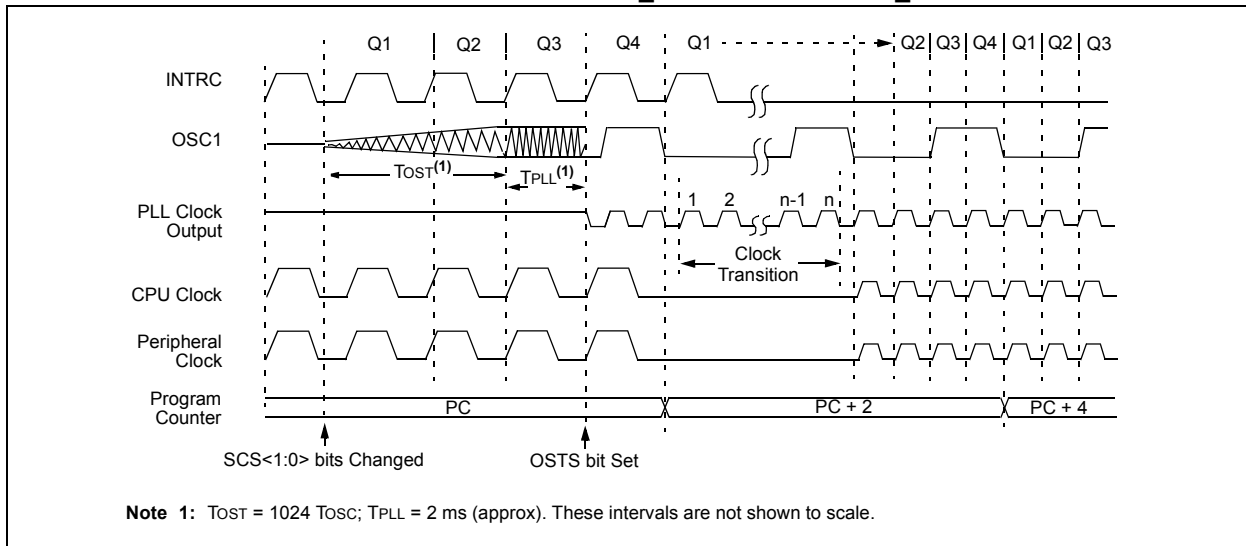 Q1 Q2 Q3 Q4 Q1 Q2 Q3 Q4 Q1 Q2 Q3
INTRC
OSC1
TOST(1) TPLL(1)
PLL Clock
Output
1 2 n-1 n
Clock
Transition
CPU Clock
Peripheral
Clock
Program
Counter
PC PC + 2 PC + 4
SCS<1:0> bits Changed OSTS bit Set
Note 1: TOST = 1024 TOSC; TPLL = 2 ms (approx). These intervals are not shown to scale.